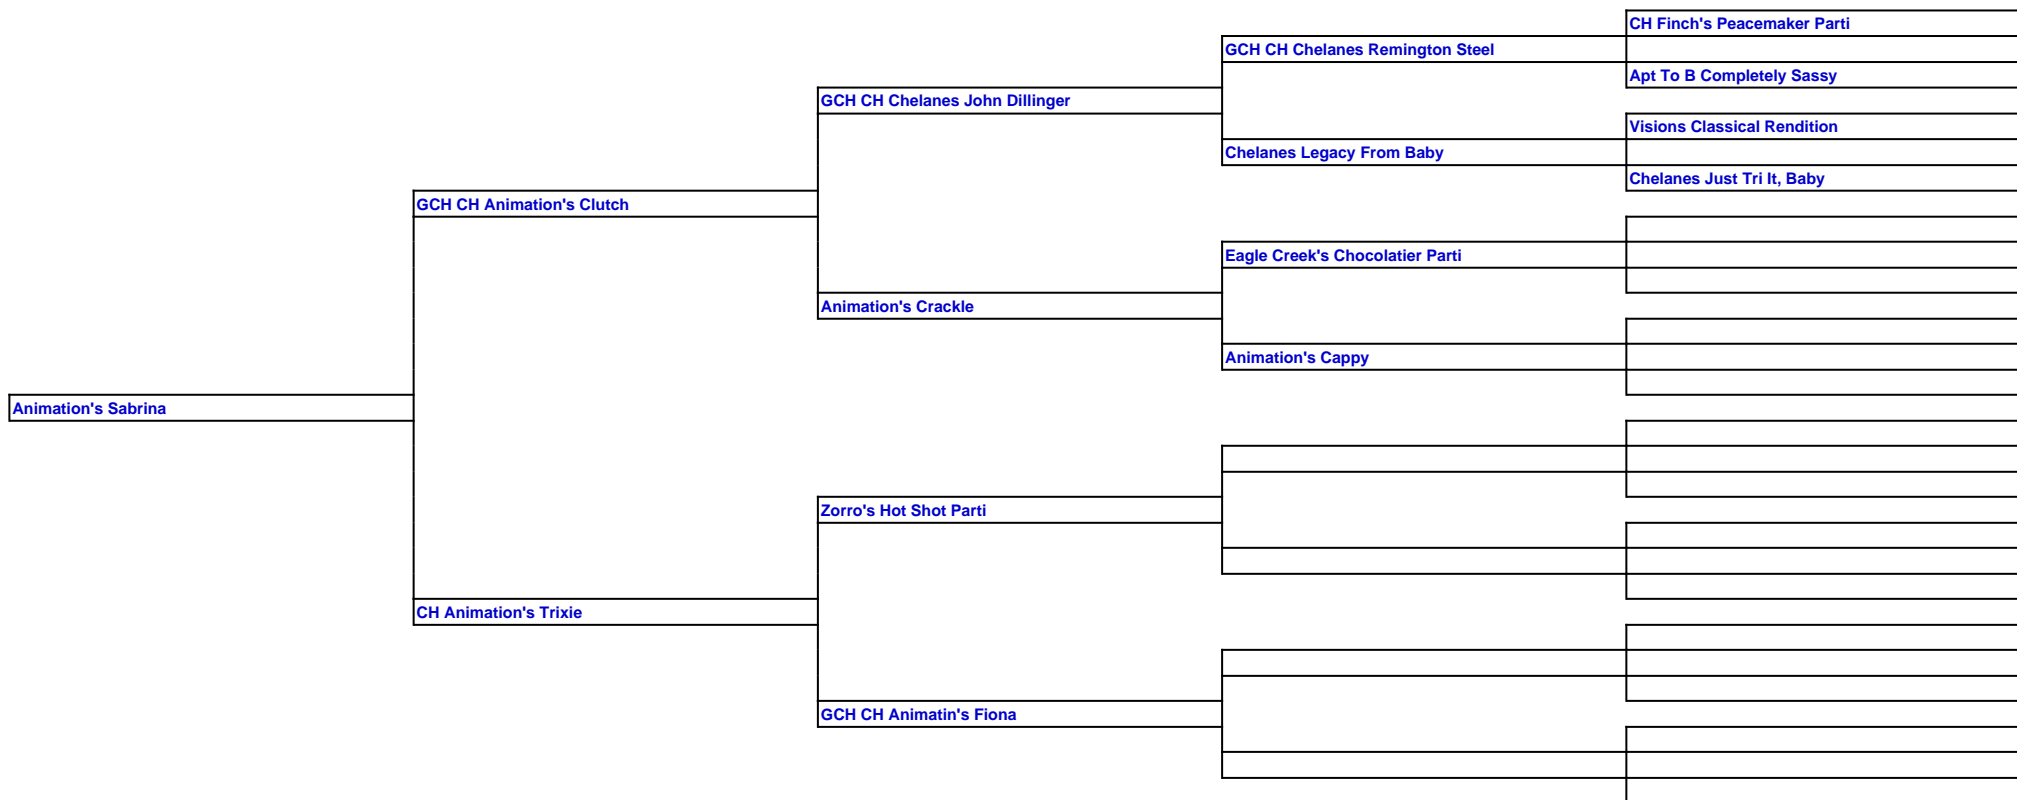 CH Finch's Peacemaker Parti
GCH CH Chelanes Remington Steel
Apt To B Completely Sassy
GCH CH Chelanes John Dillinger
Visions Classical Rendition
Chelanes Legacy From Baby
Chelanes Just Tri It, Baby
GCH CH Animation's Clutch
Eagle Creek's Chocolatier Parti
Animation's Crackle
Animation's Cappy
Animation's Sabrina
Zorro's Hot Shot Parti
CH Animation's Trixie
GCH CH Animatin's Fiona